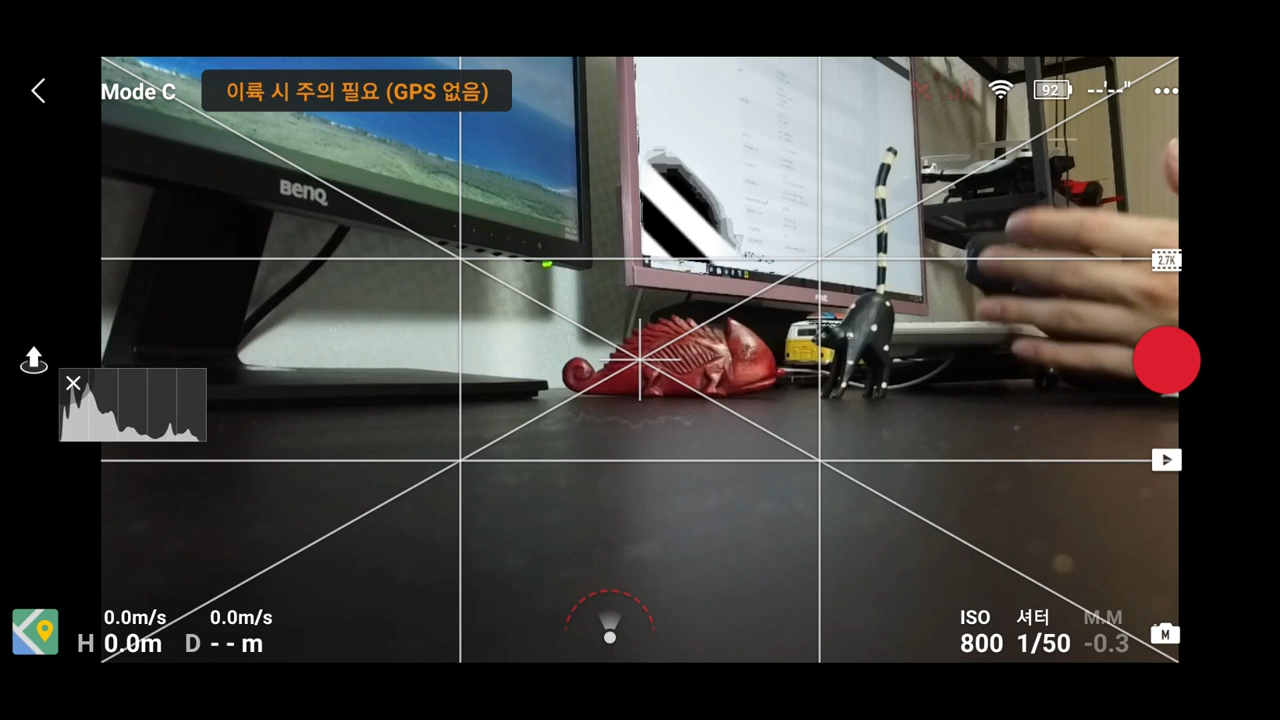 Mode C
이륙 시 주의 필요 (GPS 없음)
92
--'--"
BenQ
2.7K
0.0m/s 0.0m/s
H 0.0m D - - m
ISO 셔터 M.M
800 1/50 -0.3
M